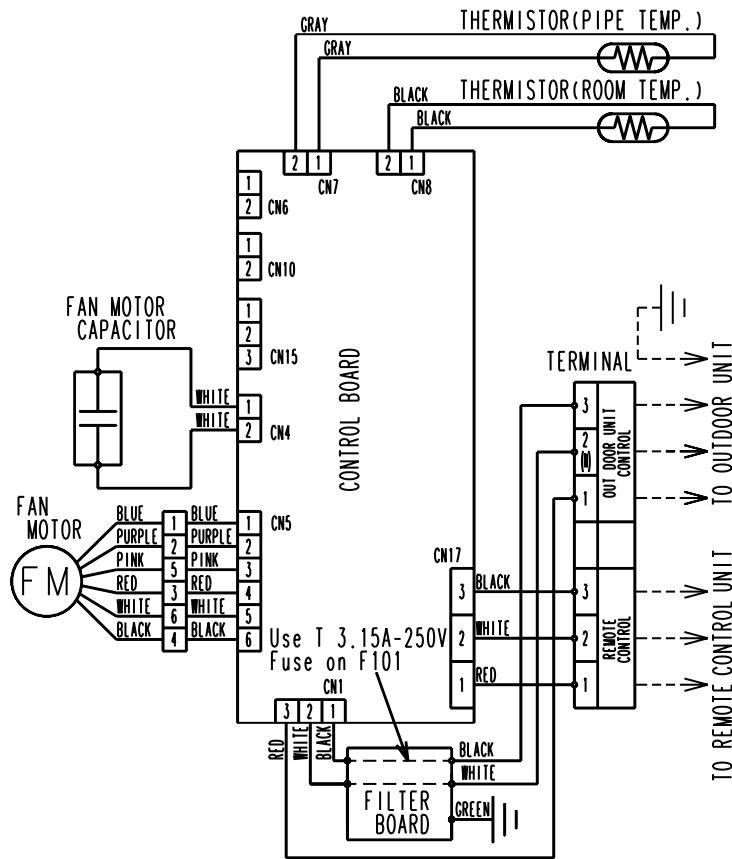 GRAY
THERMISTOR(PIPE TEMP.)
GRAY
BLACK
THERMISTOR(ROOM TEMP.)
BLACK
2 1
CN7
2 1
CN8
1
2
CN6
1
2
CN10
1
2
3
CN15
FAN MOTOR
CAPACITOR
WHITE
WHITE
1
2
CN4
CONTROL BOARD
TERMINAL
3
2
(N)
1
OUT DOOR UNIT
CONTROL
TO OUTDOOR UNIT
FAN
MOTOR
FM
BLUE 1 BLUE 1
CN5
PURPLE 2 PURPLE 2
PINK 5 PINK 3
RED 3 RED 4
WHITE 6 WHITE 5
BLACK 4 BLACK 6
CN17
3 BLACK 3
2 WHITE 2
1 RED 1
REMOTE
CONTROL
TO REMOTE CONTROL UNIT
Use T 3.15A-250V
Fuse on F101
CN1
3 2 1
RED
WHITE
BLACK
BLACK
WHITE
FILTER
BOARD
GREEN